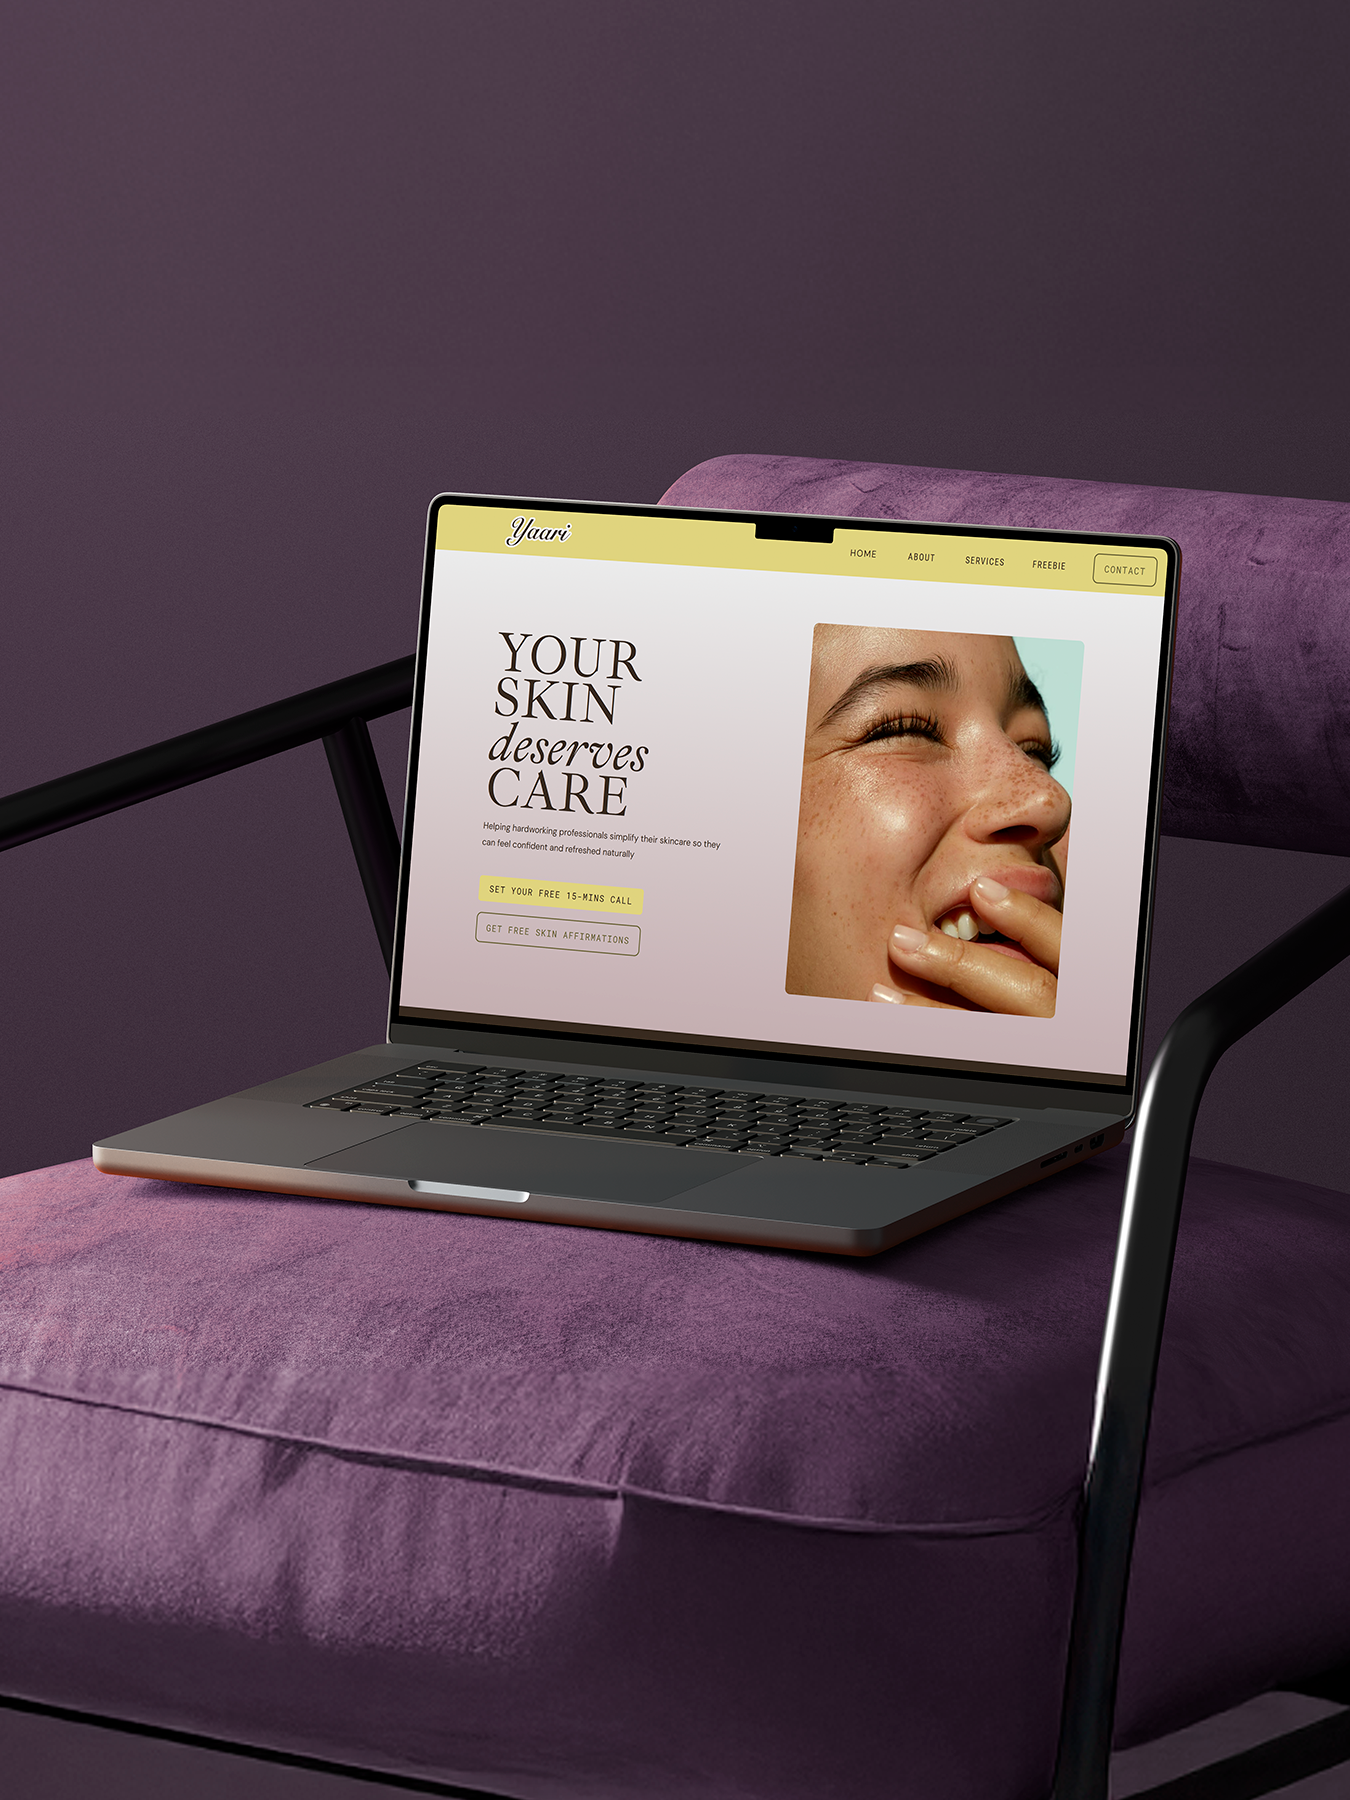 Yaari
HOME ABOUT SERVICES FREEBIE CONTACT
YOUR
SKIN
deserves
CARE
Helping hardworking professionals simplify their skincare so they
can feel confident and refreshed naturally
SET YOUR FREE 15-MINS CALL
GET FREE SKIN AFFIRMATIONS